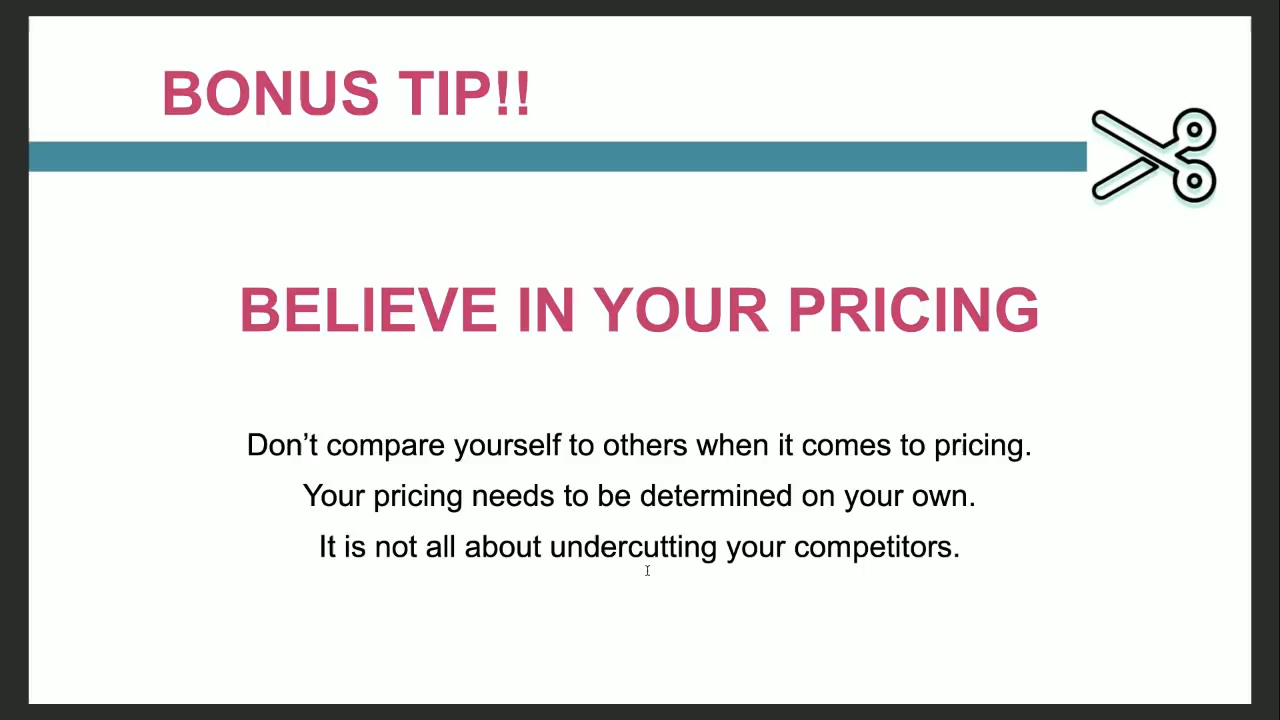 BONUS TIP!!
BELIEVE IN YOUR PRICING
Don’t compare yourself to others when it comes to pricing.
Your pricing needs to be determined on your own.
It is not all about undercutting your competitors.